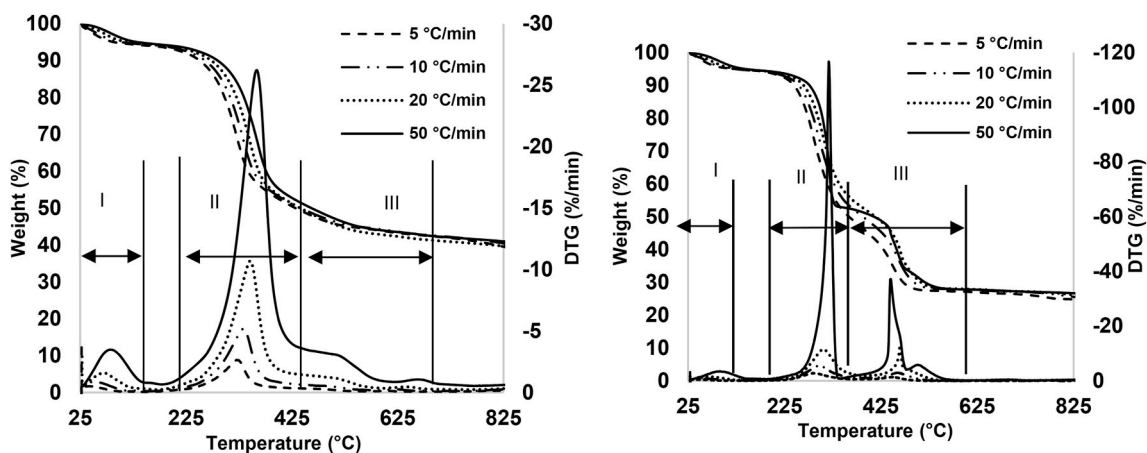 100
90
80
70
60
50
40
30
20
10
0
Weight (%)
-30
-25
-20
-15
-10
-5
0
DTG (%/min)
5 °C/min
10 °C/min
20 °C/min
50 °C/min
I
II
III
25
225
425
625
825
Temperature (°C)
100
90
80
70
60
50
40
30
20
10
0
Weight (%)
-120
-100
-80
-60
-40
-20
0
DTG (%/min)
5 °C/min
10 °C/min
20 °C/min
50 °C/min
I
II
III
25
225
425
625
825
Temperature (°C)